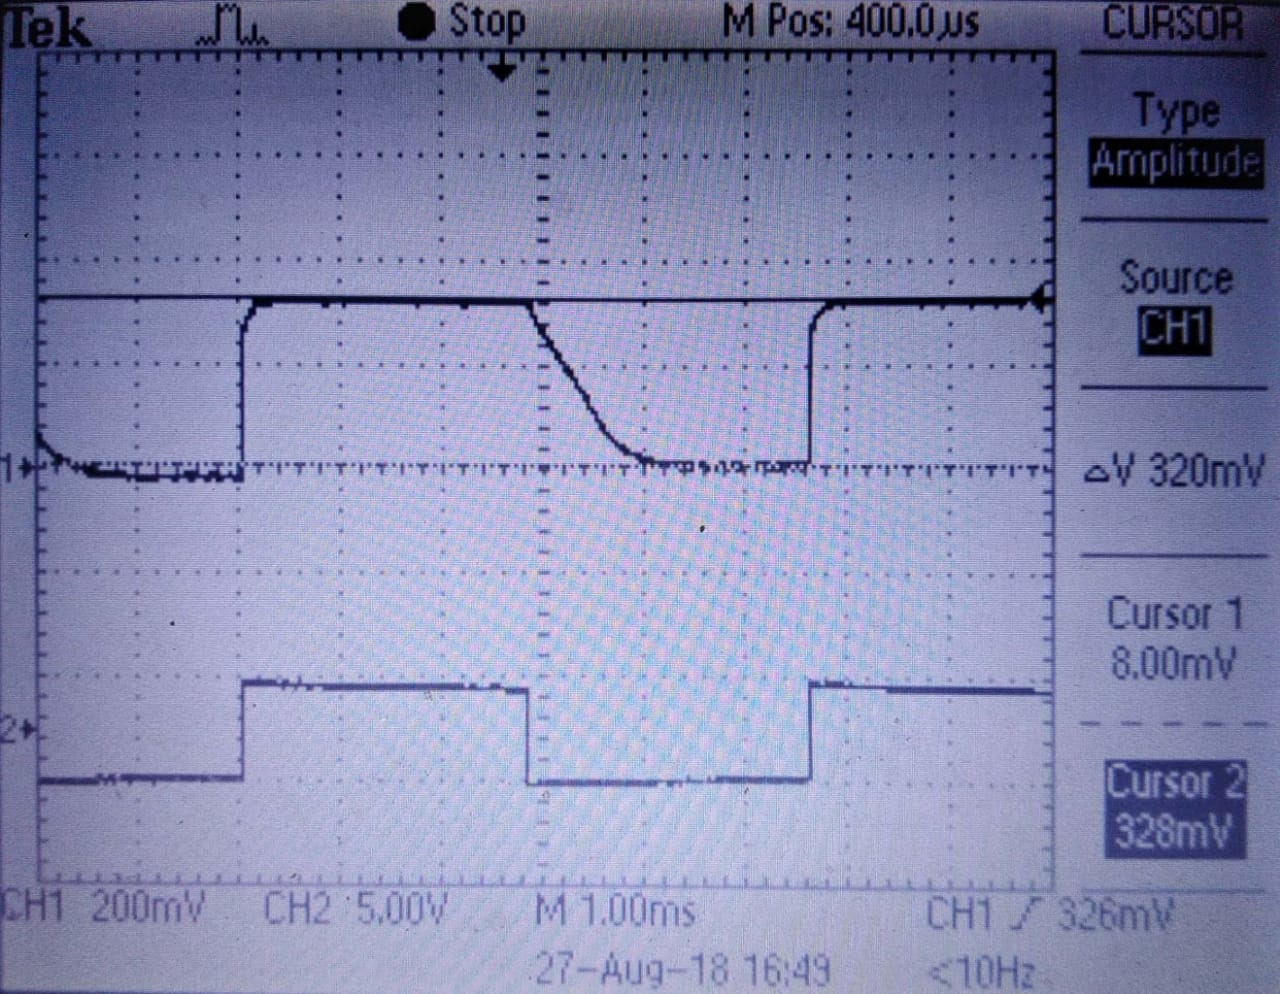 Tek Stop M Pos: 400.0µs CURSOR
Type
Amplitude
Source
CH1
△V 320mV
Cursor 1
8.00mV
Cursor 2
328mV
1
2
CH1 200mV CH2 5.00V M 1.00ms CH1 326mV
27-Aug-18 16:49 <10Hz